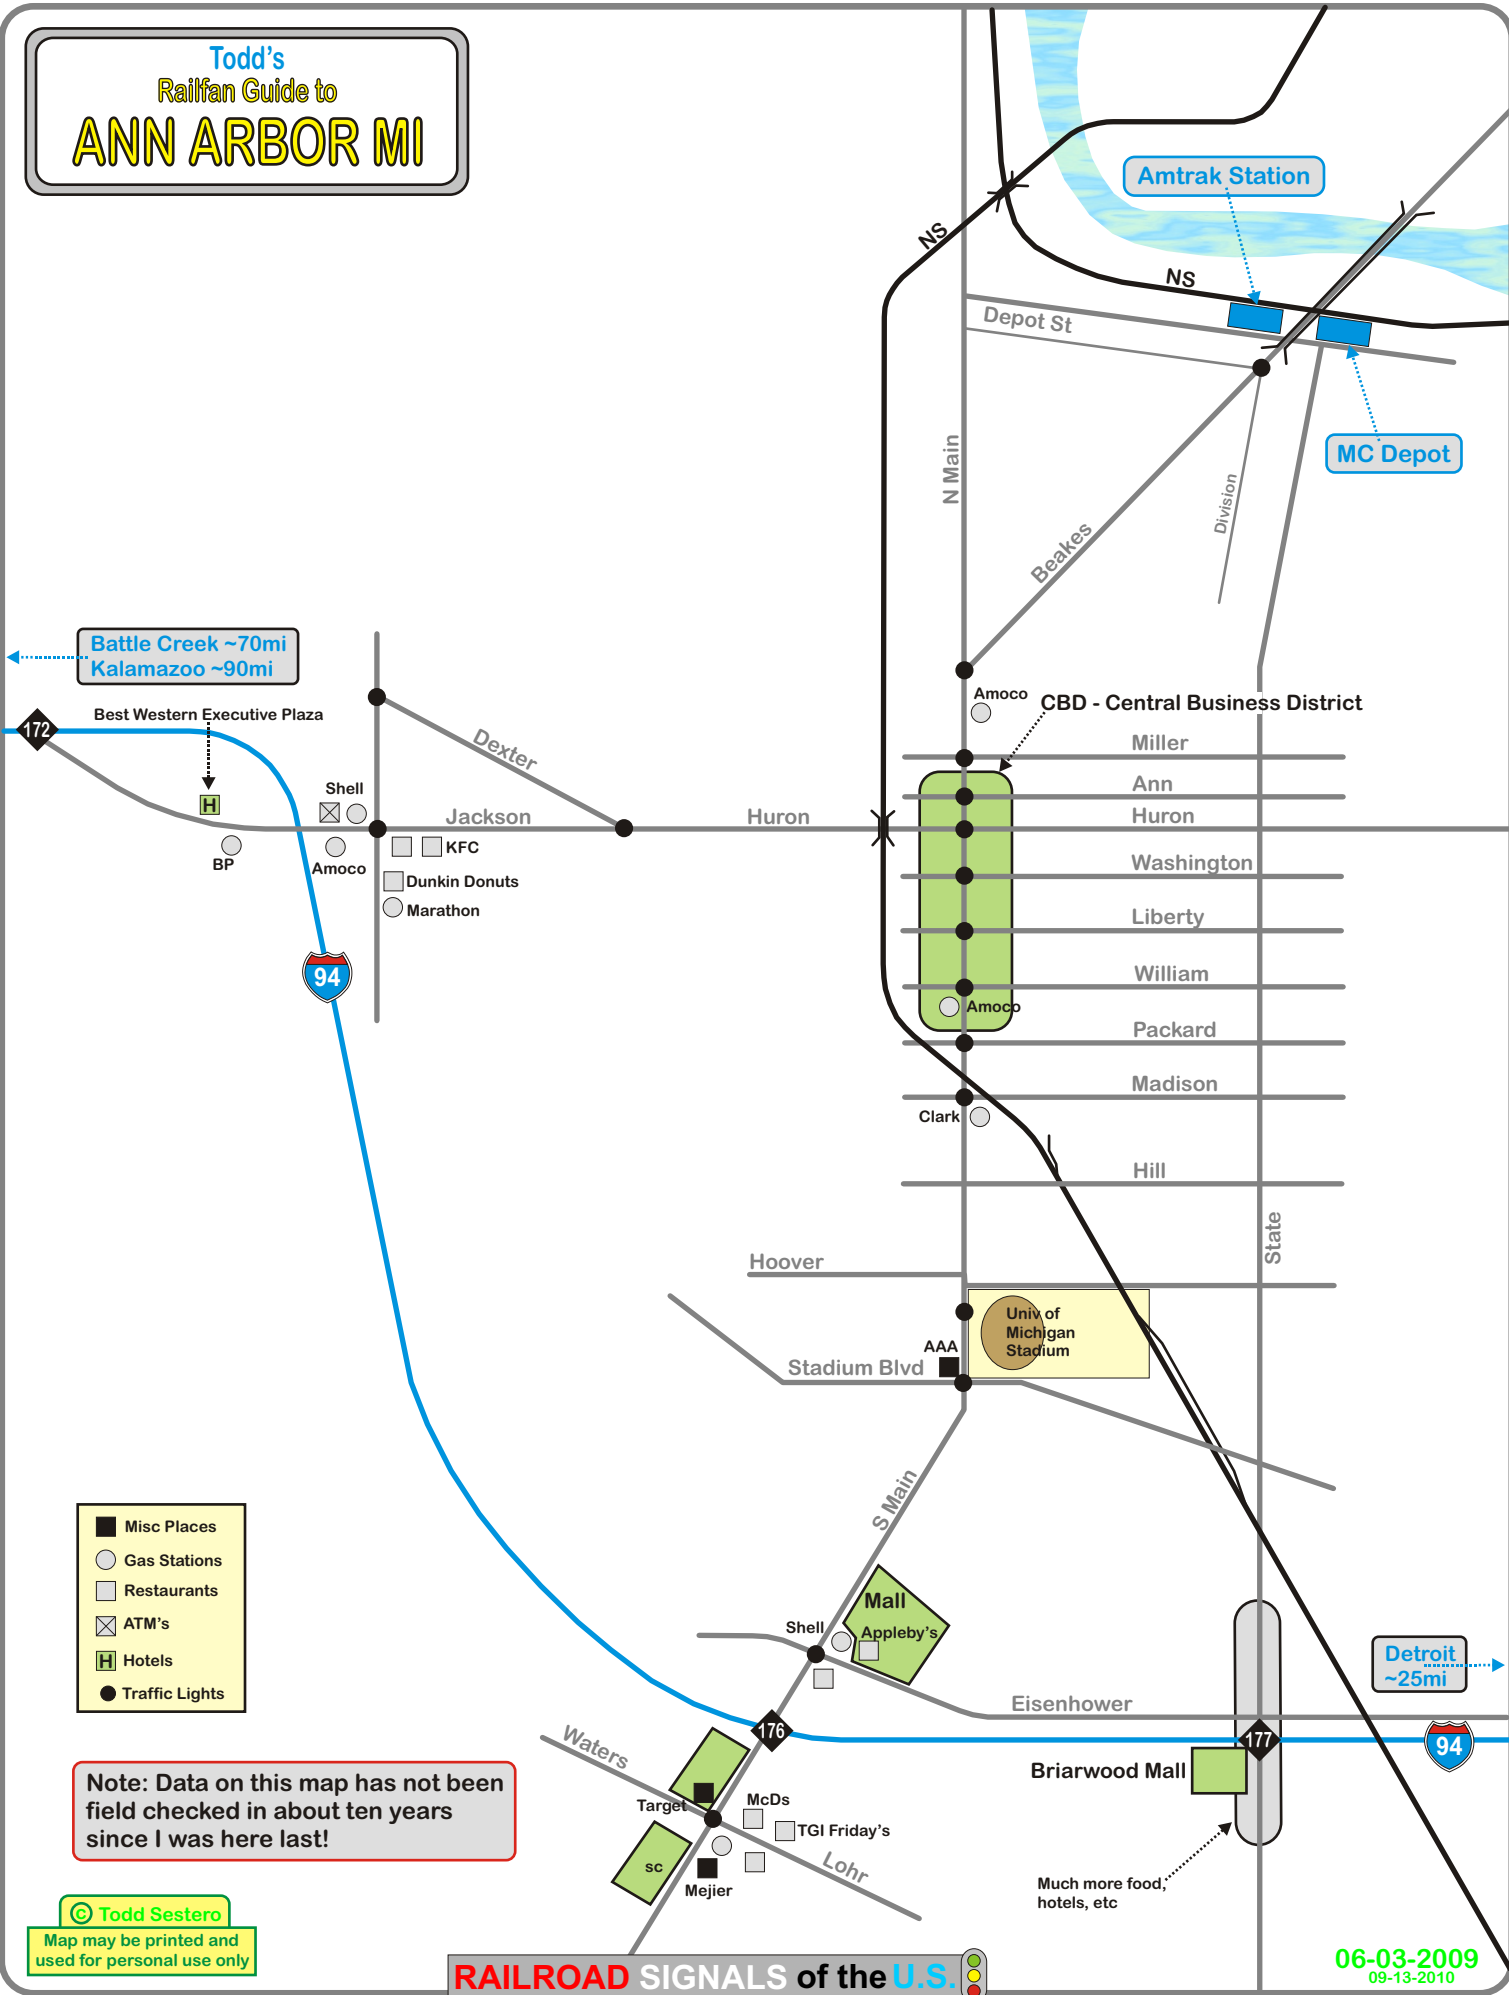 Todd's
Railfan Guide to
ANN ARBOR MI
Amtrak Station
NS
NS
Depot St
MC Depot
N Main
Division
Beakes
Battle Creek ~70mi
Kalamazoo ~90mi
172
Best Western Executive Plaza
H
BP
Shell
Amoco
Dexter
Jackson
KFC
Dunkin Donuts
Marathon
Huron
94
Amoco
CBD - Central Business District
Miller
Ann
Huron
Washington
Liberty
William
Amoco
Packard
Madison
Clark
Hill
State
Hoover
Univ of
Michigan
Stadium
AAA
Stadium Blvd
S Main
Misc Places
Gas Stations
Restaurants
ATM's
H Hotels
Traffic Lights
Mall
Shell
Appleby's
Detroit
~25mi
Eisenhower
176
177
94
Waters
Briarwood Mall
Note: Data on this map has not been
field checked in about ten years
since I was here last!
Target
McDs
TGI Friday's
sc
Lohr
Mejier
Much more food,
hotels, etc
© Todd Sestero
Map may be printed and
used for personal use only
RAILROAD SIGNALS of the U.S.
06-03-2009
09-13-2010